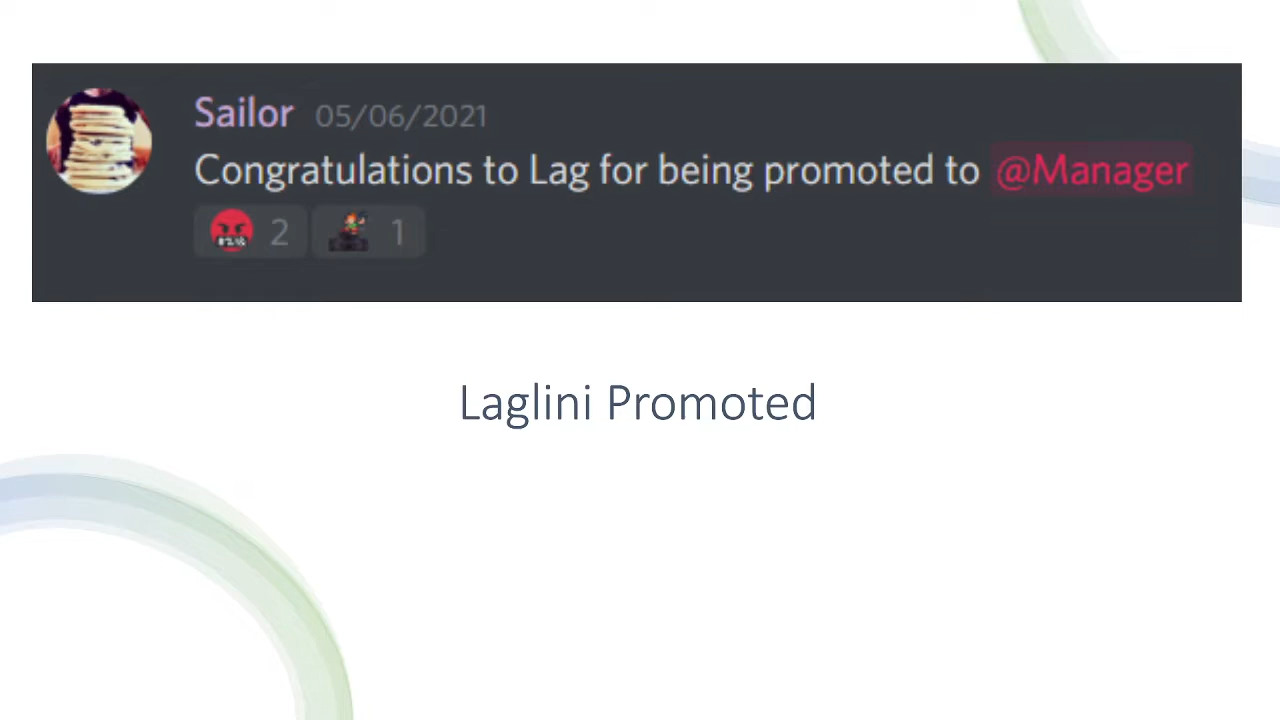 Sailor 05/06/2021
Congratulations to Lag for being promoted to @Manager
2 1
Laglini Promoted